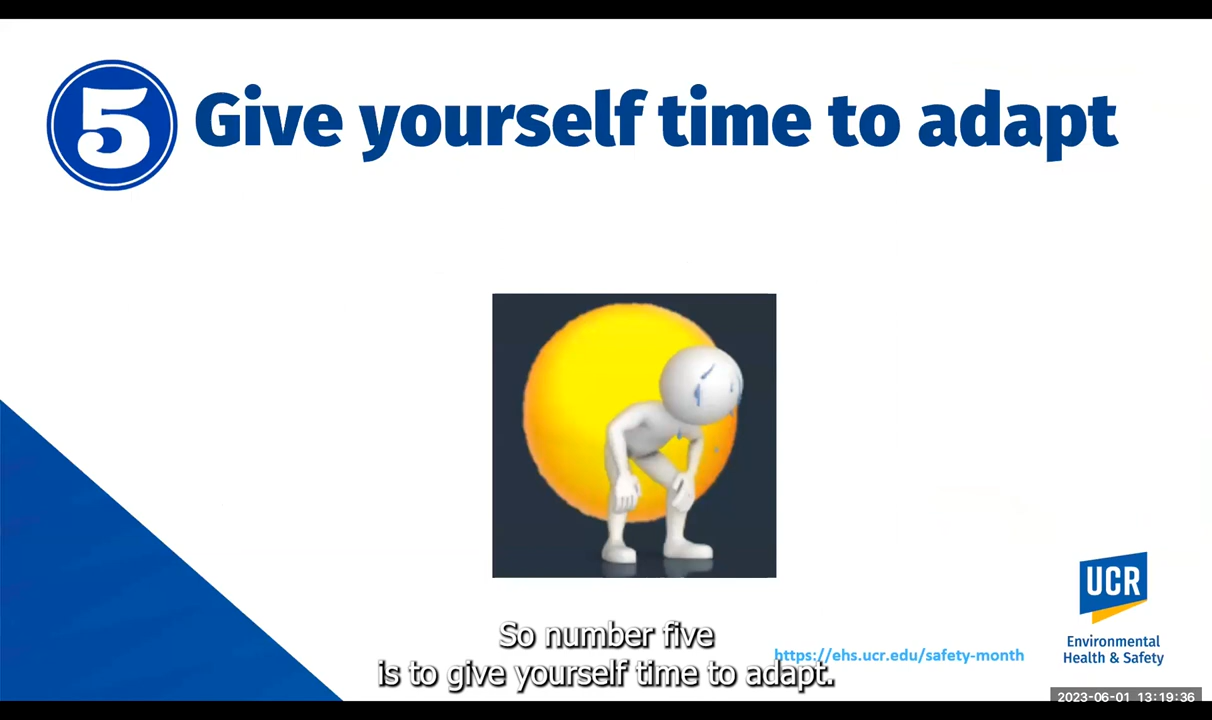 5 Give yourself time to adapt
UCR
Environmental
Health & Safety
So number five
https://ehs.ucr.edu/safety-month
is to give yourself time to adapt.
2023-06-01 13:19:36